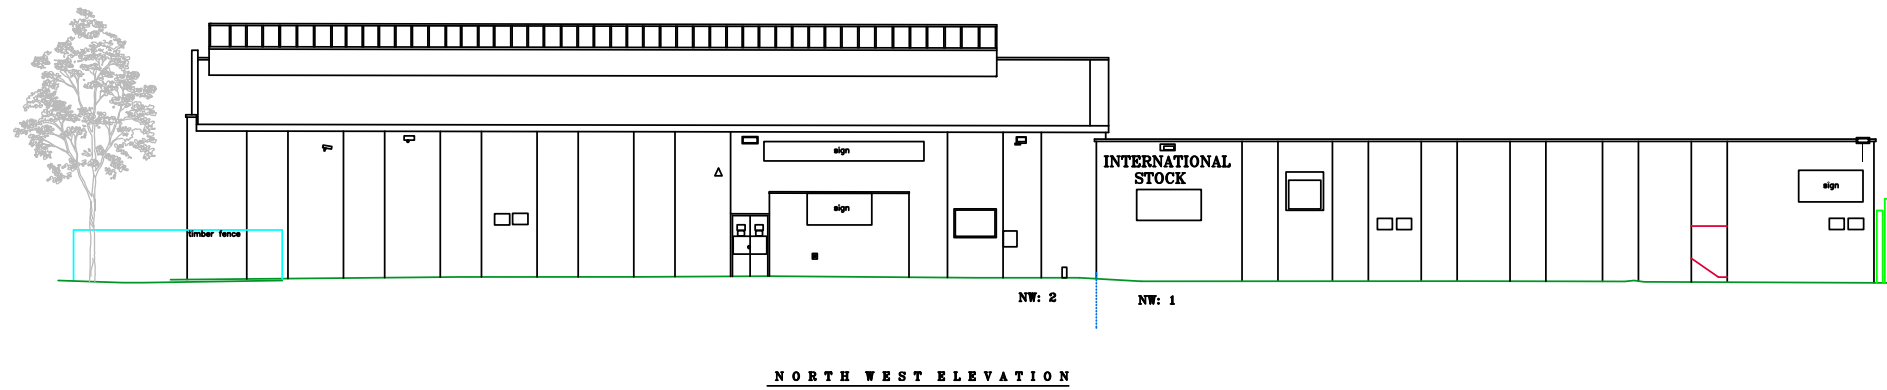 sign
INTERNATIONAL
STOCK
sign
sign
timber fence
NW: 2
NW: 1
NORTH WEST ELEVATION